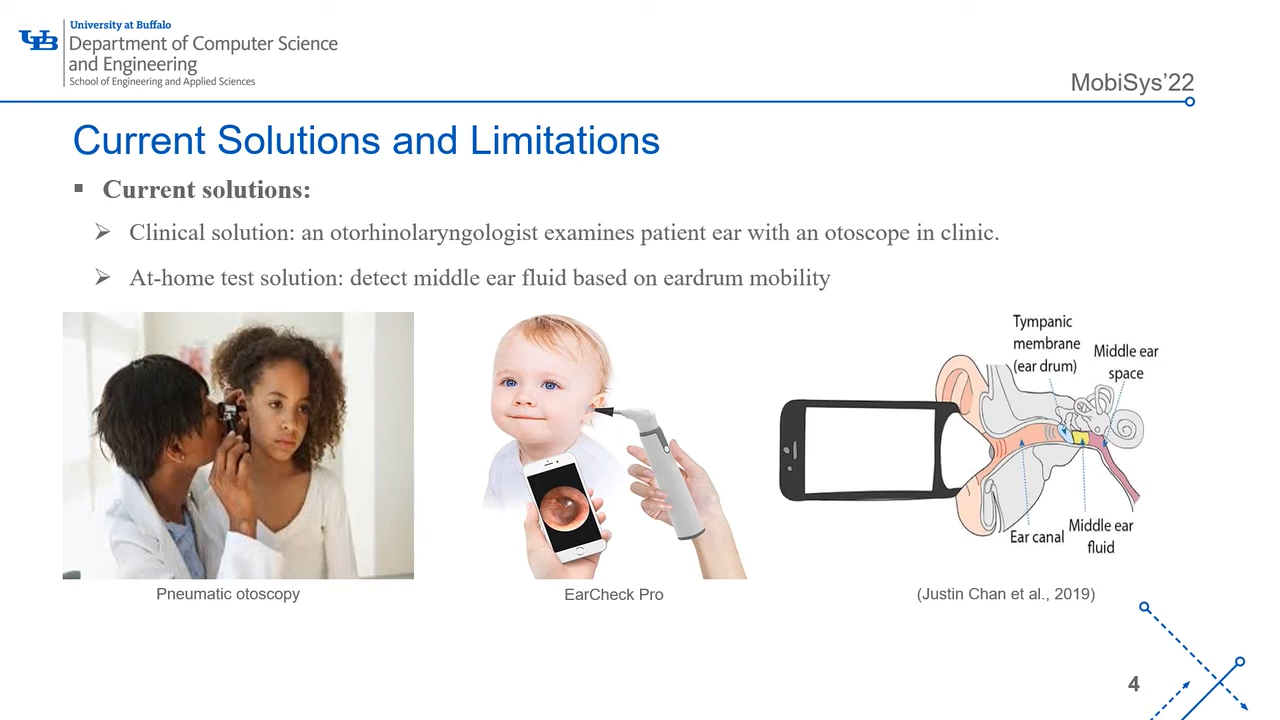 University at Buffalo
UB
Department of Computer Science
and Engineering
School of Engineering and Applied Sciences
MobiSys’22
Current Solutions and Limitations
▪ Current solutions:
➢ Clinical solution: an otorhinolaryngologist examines patient ear with an otoscope in clinic.
➢ At-home test solution: detect middle ear fluid based on eardrum mobility
Tympanic
membrane
(ear drum)
Middle ear
space
Ear canal
Middle ear
fluid
Pneumatic otoscopy
EarCheck Pro
(Justin Chan et al., 2019)
4